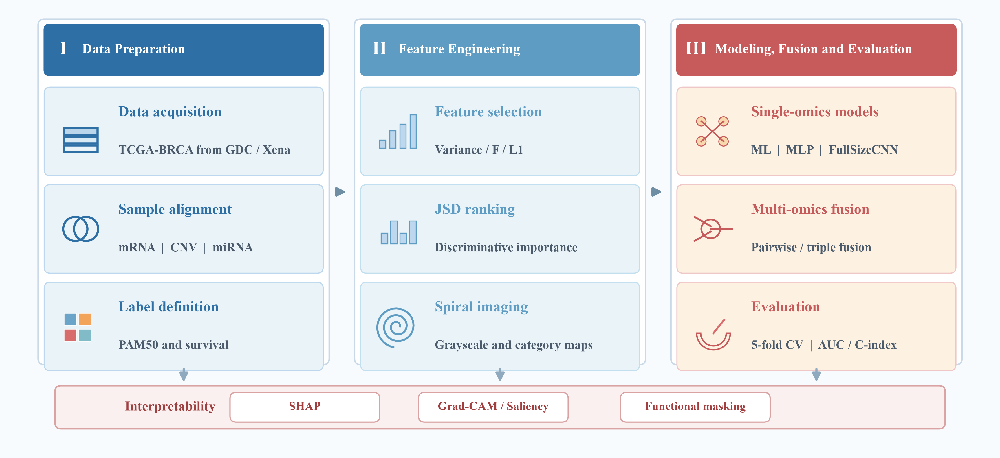 I Data Preparation
Data acquisition
TCGA-BRCA from GDC / Xena
Sample alignment
mRNA | CNV | miRNA
Label definition
PAM50 and survival
II Feature Engineering
Feature selection
Variance / F / L1
JSD ranking
Discriminative importance
Spiral imaging
Grayscale and category maps
III Modeling, Fusion and Evaluation
Single-omics models
ML | MLP | FullSizeCNN
Multi-omics fusion
Pairwise / triple fusion
Evaluation
5-fold CV | AUC / C-index
Interpretability
SHAP
Grad-CAM / Saliency
Functional masking